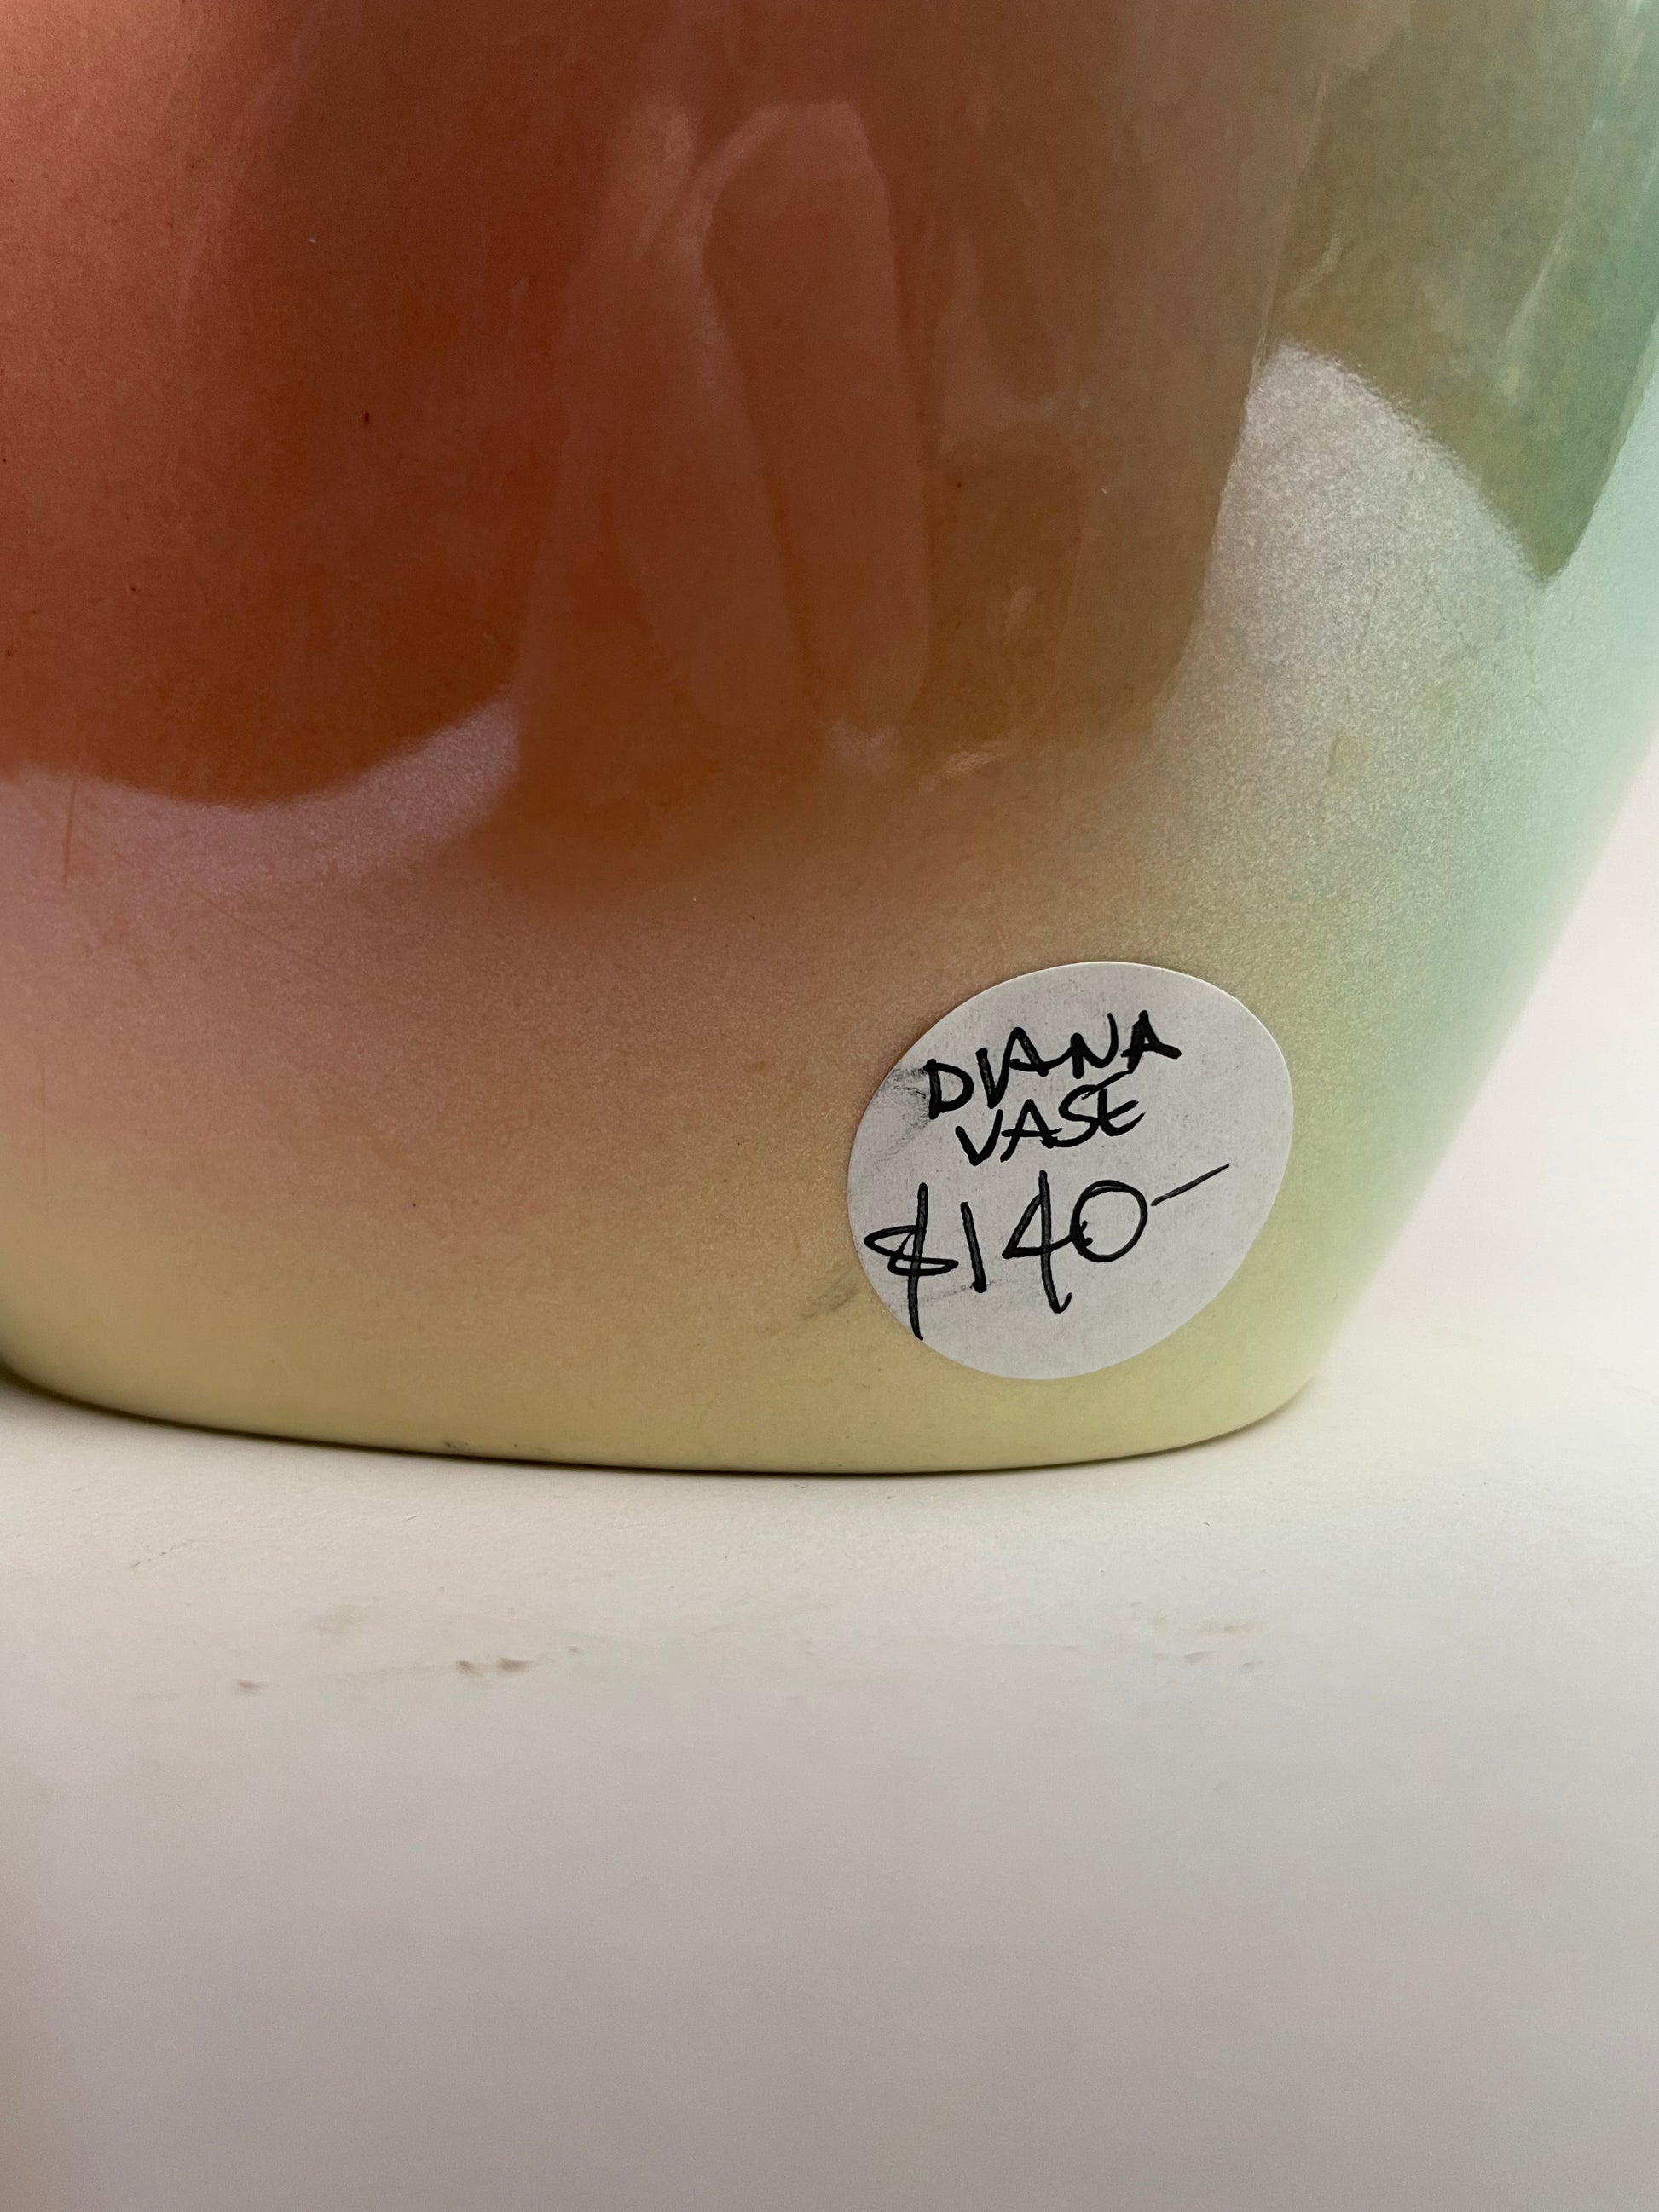 DIANA
VASE
$140-